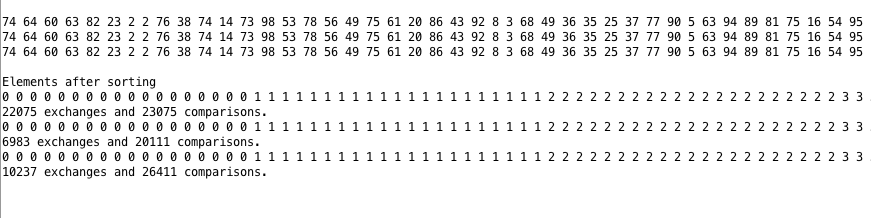 74 64 60 63 82 23 2 2 76 38 74 14 73 98 53 78 56 49 75 61 20 86 43 92 8 3 68 49 36 35 25 37 77 90 5 63 94 89 81 75 16 54 95
74 64 60 63 82 23 2 2 76 38 74 14 73 98 53 78 56 49 75 61 20 86 43 92 8 3 68 49 36 35 25 37 77 90 5 63 94 89 81 75 16 54 95
74 64 60 63 82 23 2 2 76 38 74 14 73 98 53 78 56 49 75 61 20 86 43 92 8 3 68 49 36 35 25 37 77 90 5 63 94 89 81 75 16 54 95
Elements after sorting
0 0 0 0 0 0 0 0 0 0 0 0 0 0 0 0 0 0 1 1 1 1 1 1 1 1 1 1 1 1 1 1 1 1 1 1 1 1 1 2 2 2 2 2 2 2 2 2 2 2 2 2 2 2 2 2 2 2 2 2 3 3
22075 exchanges and 23075 comparisons.
0 0 0 0 0 0 0 0 0 0 0 0 0 0 0 0 0 0 1 1 1 1 1 1 1 1 1 1 1 1 1 1 1 1 1 1 1 1 1 2 2 2 2 2 2 2 2 2 2 2 2 2 2 2 2 2 2 2 2 2 3 3
6983 exchanges and 20111 comparisons.
0 0 0 0 0 0 0 0 0 0 0 0 0 0 0 0 0 0 1 1 1 1 1 1 1 1 1 1 1 1 1 1 1 1 1 1 1 1 1 2 2 2 2 2 2 2 2 2 2 2 2 2 2 2 2 2 2 2 2 2 3 3
10237 exchanges and 26411 comparisons.